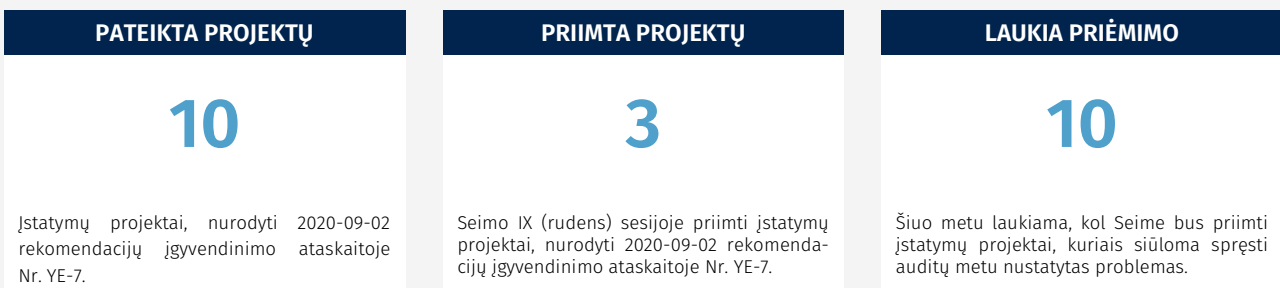 PATEIKTA PROJEKTŲ
10
Įstatymų projektai, nurodyti 2020-09-02
rekomendacijų įgyvendinimo ataskaitoje
Nr. YE-7.
PRIIMTA PROJEKTŲ
3
Seimo IX (rudens) sesijoje priimti įstatymų
projektai, nurodyti 2020-09-02 rekomenda-
cijų įgyvendinimo ataskaitoje Nr. YE-7.
LAUKIA PRIĖMIMO
10
Šiuo metu laukiama, kol Seime bus priimti
įstatymų projektai, kuriais siūloma spręsti
auditų metu nustatytas problemas.